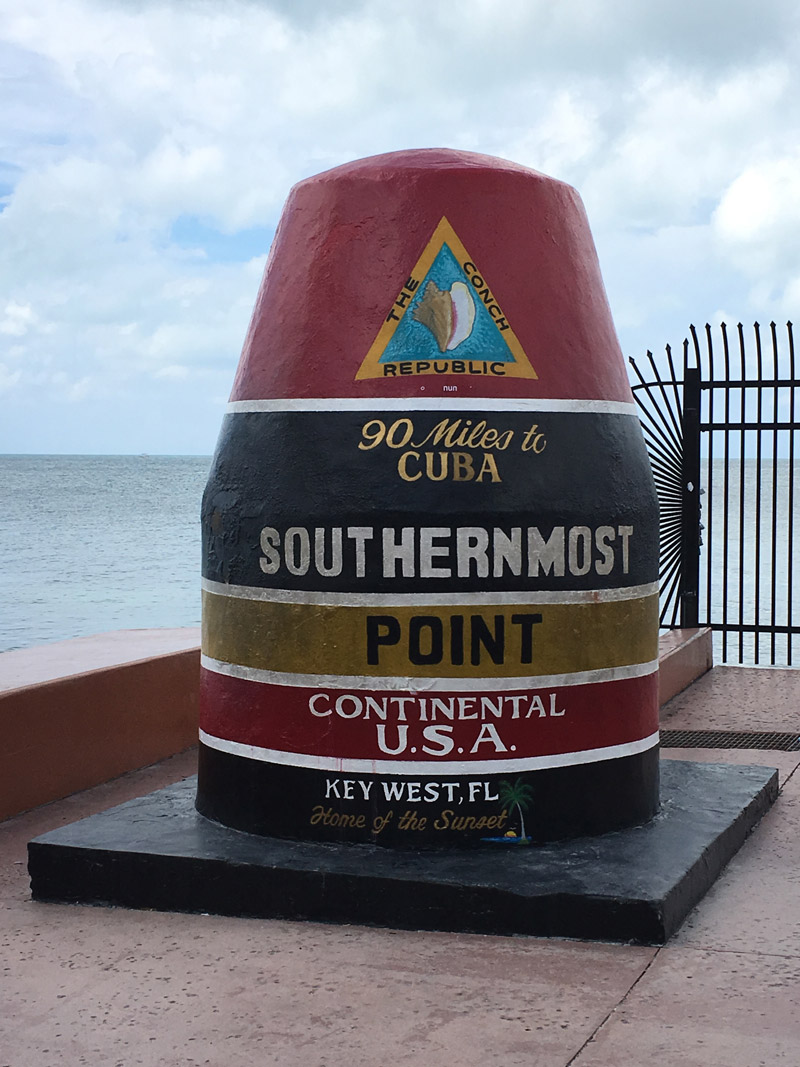 THE CONCH
REPUBLIC
90 Miles to
CUBA
SOUTHERNMOST
POINT
CONTINENTAL
U.S.A.
KEY WEST, FL
Home of the Sunset